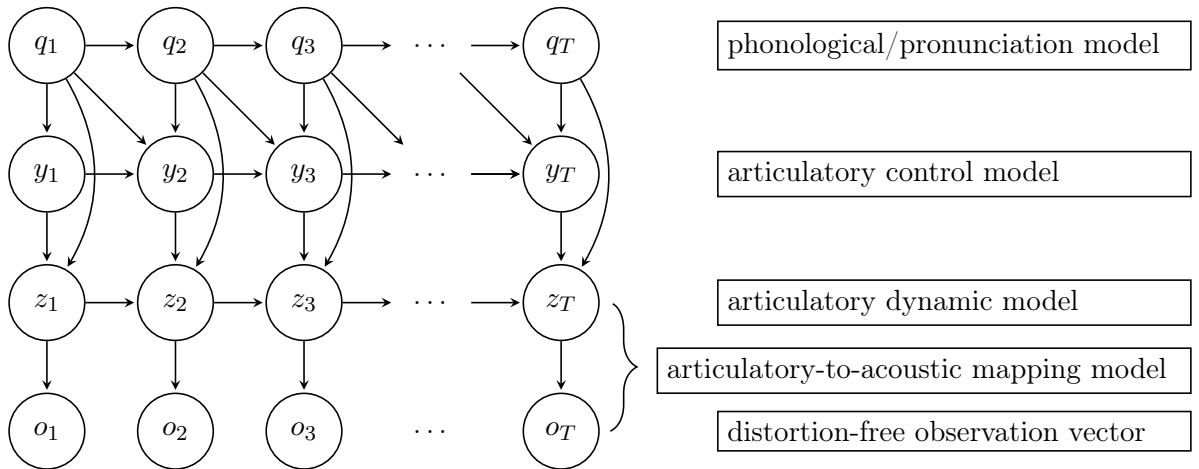 q1 q2 q3 ··· qT phonological/pronunciation model
y1 y2 y3 ··· yT articulatory control model
z1 z2 z3 ··· zT articulatory dynamic model
articulatory-to-acoustic mapping model
o1 o2 o3 ··· oT distortion-free observation vector